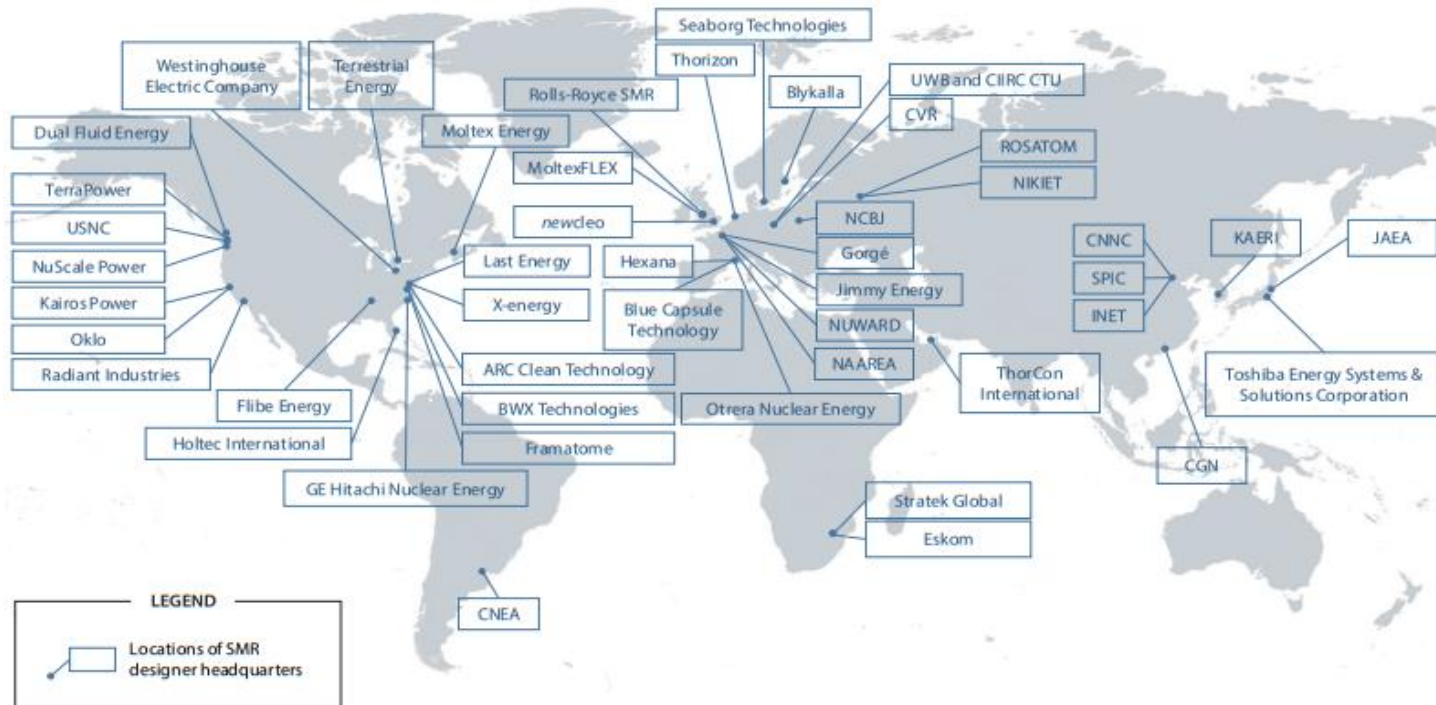 Seaborg Technologies
Thorizon
Westinghouse
Electric Company
Terrestrial
Energy
UWB and CIIRC CTU
Rolls-Royce SMR
Blykalla
CVR
Dual Fluid Energy
Moltex Energy
ROSATOM
MoltexFLEX
NIKIET
TerraPower
newcleo
NCBJ
USNC
CNNC
KAERI
JAEA
NuScale Power
Last Energy
Hexana
Gorgé
SPIC
Kairos Power
X-energy
Blue Capsule
Technology
Jimmy Energy
INET
Oklo
NUWARD
Radiant Industries
ARC Clean Technology
NAAREA
ThorCon
International
Toshiba Energy Systems &
Solutions Corporation
Flibe Energy
BWX Technologies
Otrera Nuclear Energy
Holtec International
Framatome
CGN
GE Hitachi Nuclear Energy
Stratek Global
Eskom
CNEA
LEGEND
Locations of SMR
designer headquarters